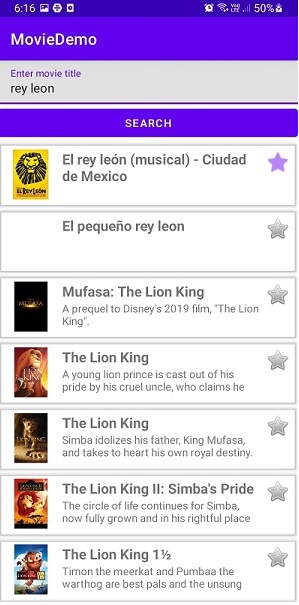 6:16
50%
MovieDemo
Enter movie title
rey leon
SEARCH
El rey león (musical) - Ciudad
de Mexico
EL REY LEÓN
El pequeño rey leon
MUFASA
Mufasa: The Lion King
A prequel to Disney's 2019 film, "The Lion
King".
The Lion King
A young lion prince is cast out of his
pride by his cruel uncle, who claims he
The Lion King
Simba idolizes his father, King Mufasa,
and takes to heart his own royal destiny.
The Lion King II: Simba's Pride
The circle of life continues for Simba,
now fully grown and in his rightful place
The Lion King 1½
Timon the meerkat and Pumbaa the
warthog are best pals and the unsung